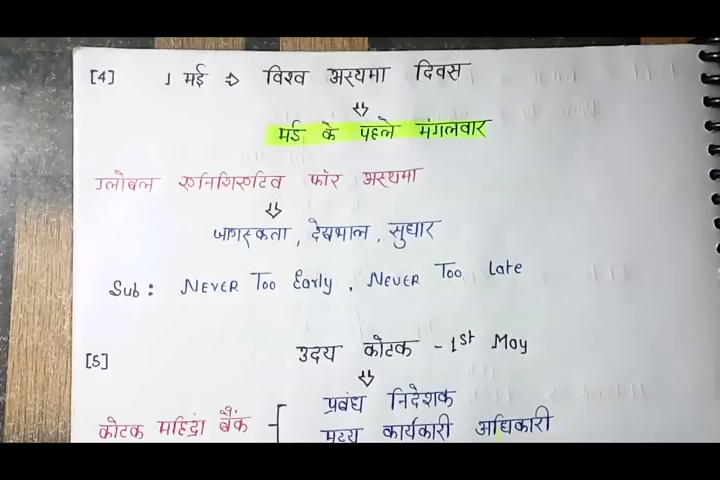 [4] 1 मई ⇒ विश्व अस्थमा दिवस
⇓
मई के पहले मंगलवार
ग्लोबल इनिशिएटिव फॉर अस्थमा
⇓
जागरुकता, देखभाल, सुधार
Sub: Never Too Early, Never Too Late
[5] उदय कोटक - 1st May
⇓
प्रबंध निदेशक
कोटक महिंद्रा बैंक
मुख्य कार्यकारी अधिकारी